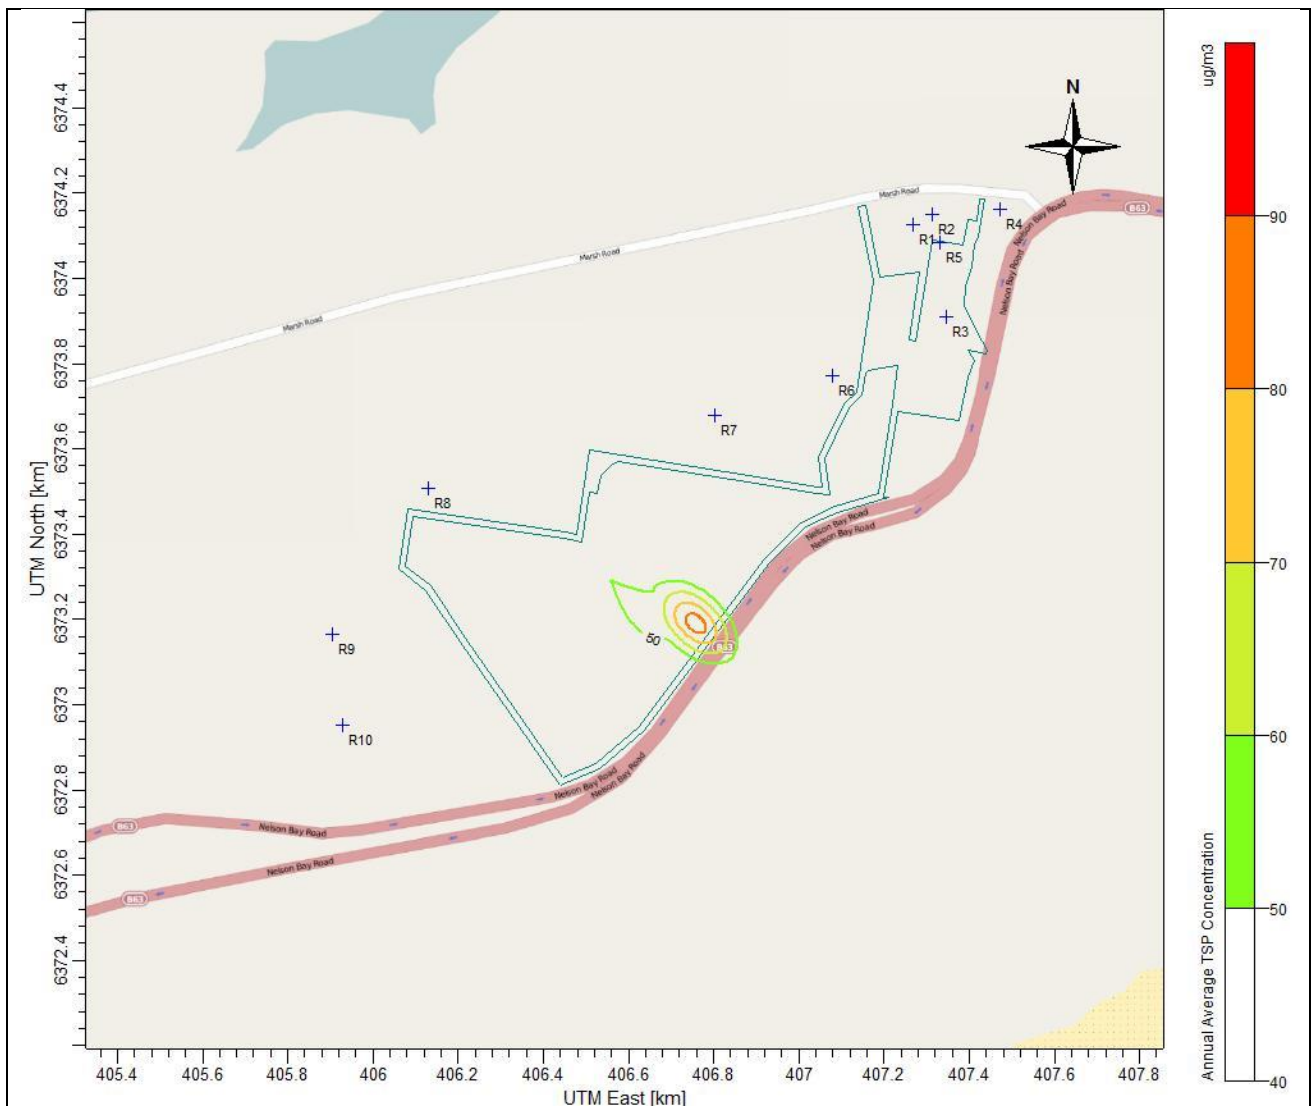 ug/m3
N
90
80
70
60
50
40
Annual Average TSP Concentration
6374.4
6374.2
6374
6373.8
6373.6
6373.4
6373.2
6373
6372.8
6372.6
6372.4
UTM North [km]
Marsh Road
Marsh Road
Marsh Road
B63
Nelson Bay Road
Nelson Bay Road
R1
R2
R4
R5
R3
R6
R7
R8
Nelson Bay Road
Nelson Bay Road
50
B63
R9
R10
Nelson Bay Road
Nelson Bay Road
B63
Nelson Bay Road
Nelson Bay Road
B63
405.4 405.6 405.8 406 406.2 406.4 406.6 406.8 407 407.2 407.4 407.6 407.8
UTM East [km]